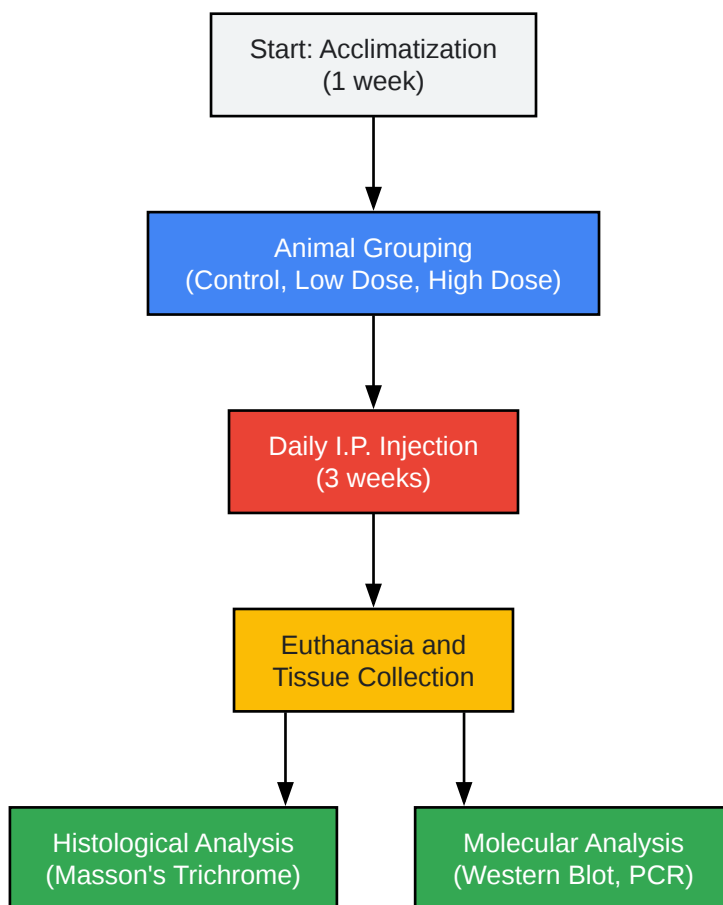 Start: Acclimatization
(1 week)
Animal Grouping
(Control, Low Dose, High Dose)
Daily I.P. Injection
(3 weeks)
Euthanasia and
Tissue Collection
Histological Analysis
(Masson's Trichrome)
Molecular Analysis
(Western Blot, PCR)